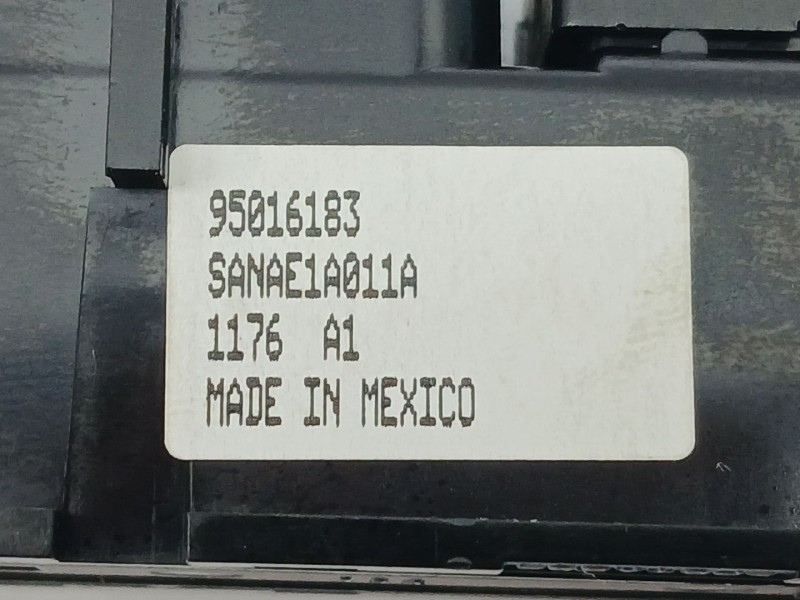 95016183
SANAE1A011A
1176 A1
MADE IN MEXICO